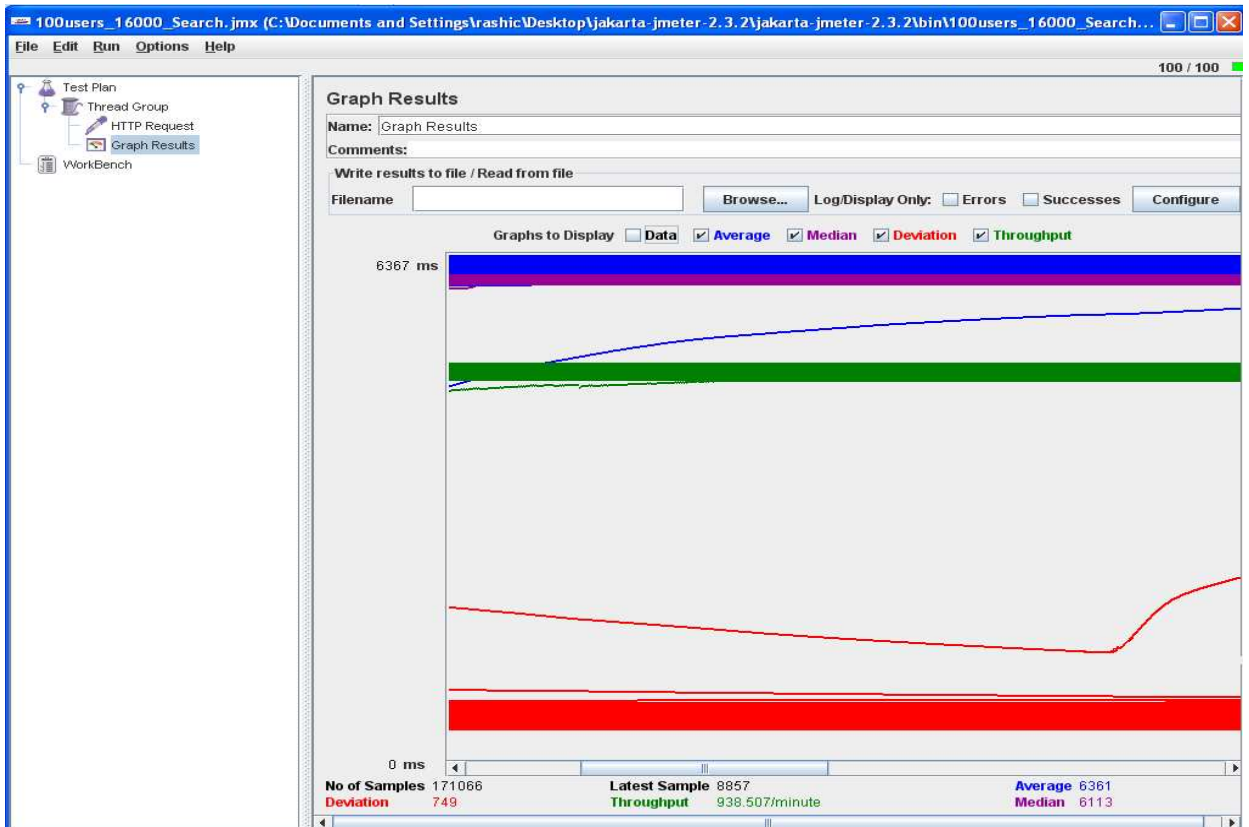 100users_16000_Search.jmx (C:\Documents and Settings\rashic\Desktop\jakarta-jmeter-2.3.2\jakarta-jmeter-2.3.2\bin\100users_16000_Search...
File Edit Run Options Help
100 / 100
Test Plan
Thread Group
HTTP Request
Graph Results
WorkBench
Graph Results
Name: Graph Results
Comments:
Write results to file / Read from file
Filename Browse... Log/Display Only: Errors Successes Configure
Graphs to Display Data Average Median Deviation Throughput
6367 ms
0 ms
No of Samples 171066 Latest Sample 8857 Average 6361
Deviation 749 Throughput 938.507/minute Median 6113